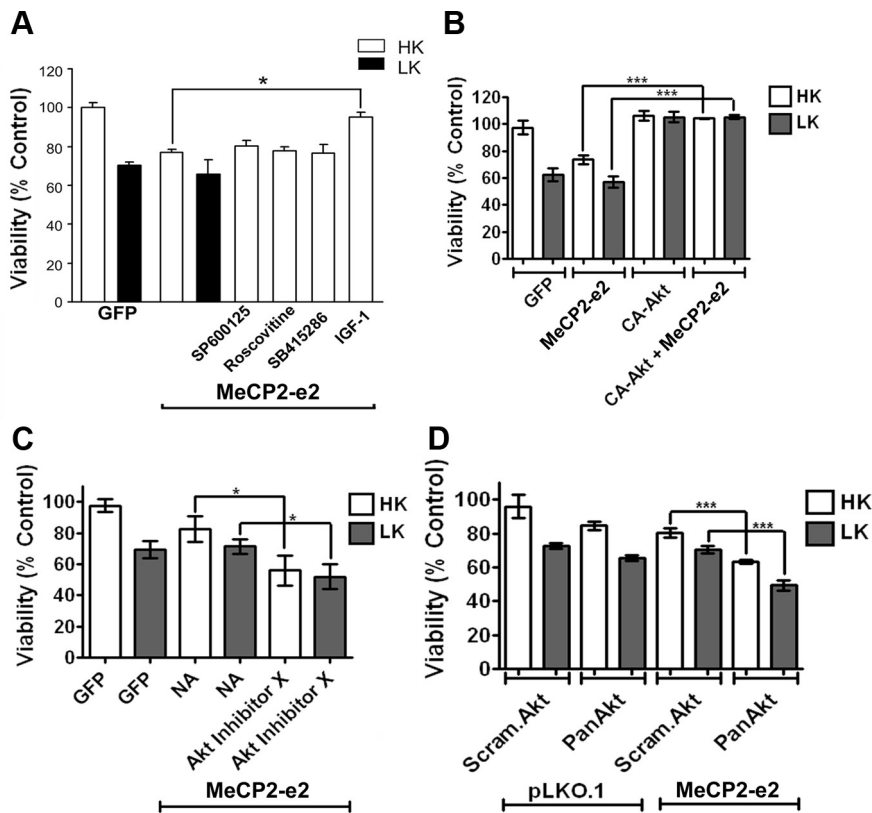 A
HK
LK
*
Viability (% Control)
120
100
80
60
40
20
0
GFP
SP600125
Roscovitine
SB415286
IGF-1
MeCP2-e2
B
HK
LK
***
***
Viability (% Control)
120
100
80
60
40
20
0
GFP
MeCP2-e2
CA-Akt
CA-Akt + MeCP2-e2
C
HK
LK
*
*
Viability (% Control)
100
80
60
40
20
0
GFP
GFP
NA
NA
Akt Inhibitor X
Akt Inhibitor X
MeCP2-e2
D
HK
LK
***
***
Viability (% Control)
100
80
60
40
20
0
Scram.Akt
PanAkt
Scram.Akt
PanAkt
pLKO.1
MeCP2-e2